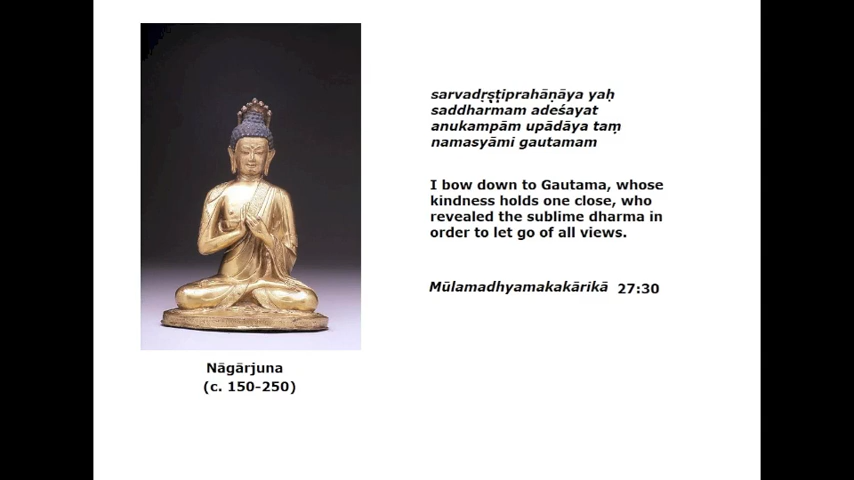 sarvadṛṣṭiprahāṇāya yaḥ
saddharmam adeśayat
anukampām upādāya taṃ
namasyāmi gautamam
I bow down to Gautama, whose
kindness holds one close, who
revealed the sublime dharma in
order to let go of all views.
Mūlamadhyamakakārikā 27:30
Nāgārjuna
(c. 150-250)